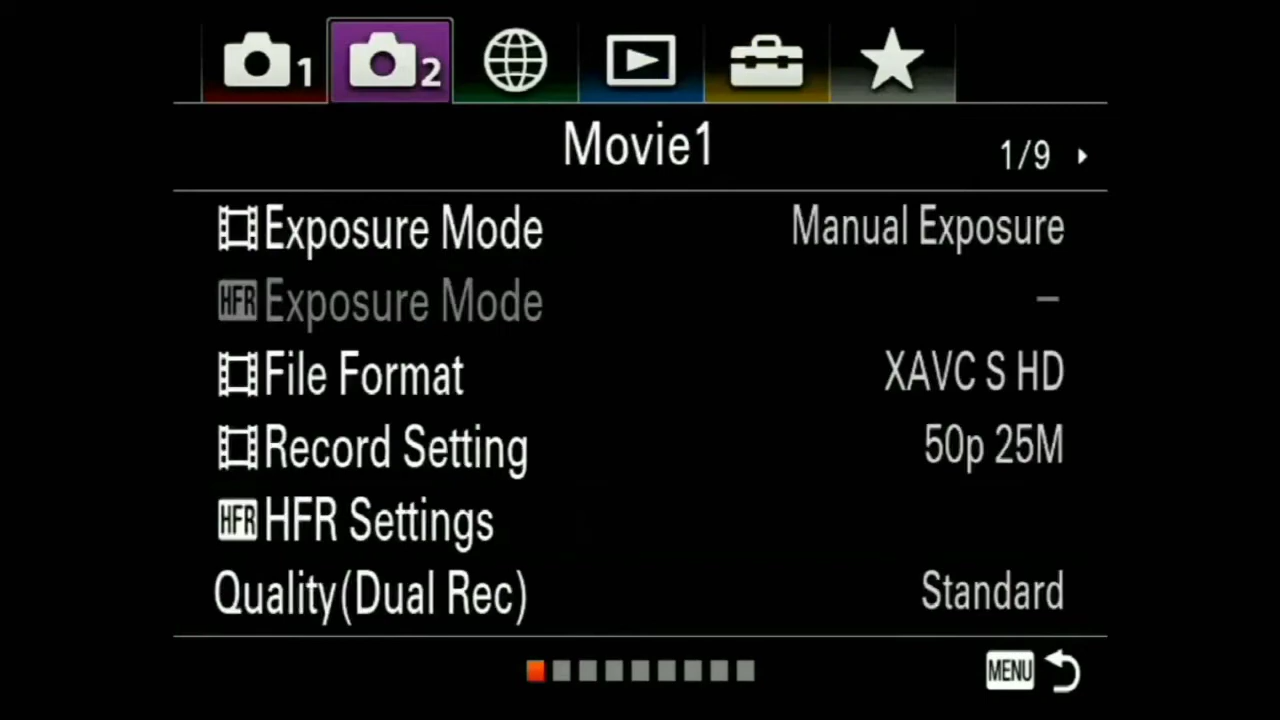 1 2
Movie1 1/9
Exposure Mode Manual Exposure
HFR Exposure Mode –
File Format XAVC S HD
Record Setting 50p 25M
HFR HFR Settings
Quality(Dual Rec) Standard
MENU